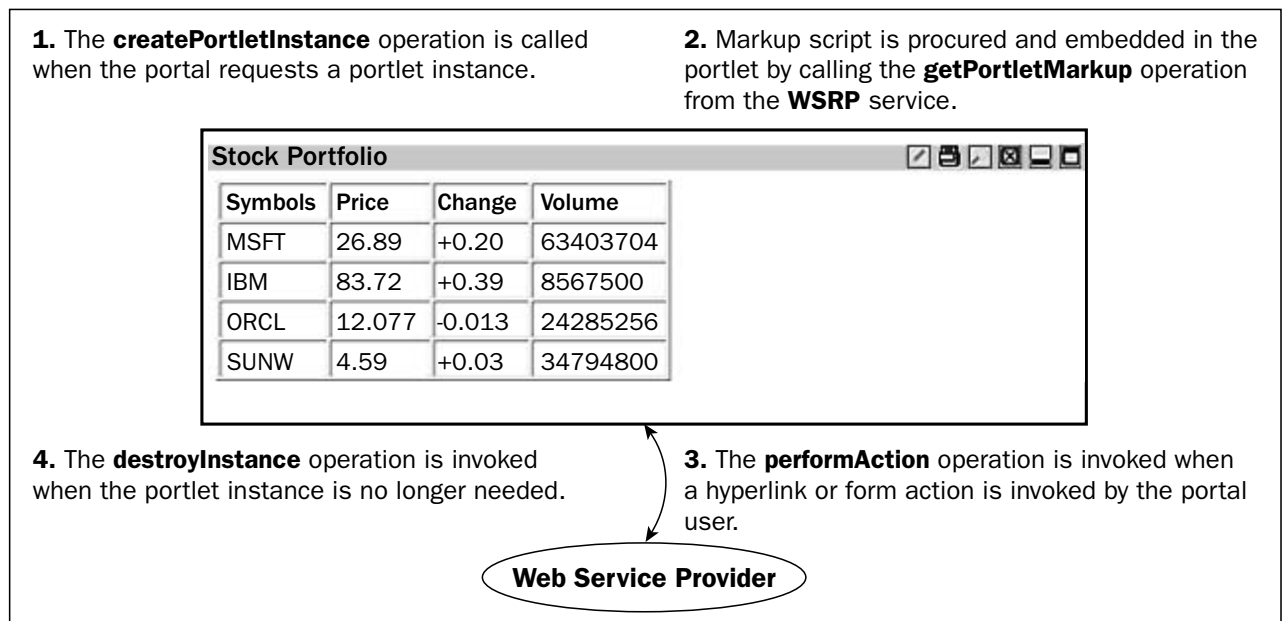 1. The createPortletInstance operation is called
when the portal requests a portlet instance.
2. Markup script is procured and embedded in the
portlet by calling the getPortletMarkup operation
from the WSRP service.
Stock Portfolio
Symbols Price Change Volume
MSFT 26.89 +0.20 63403704
IBM 83.72 +0.39 8567500
ORCL 12.077 -0.013 24285256
SUNW 4.59 +0.03 34794800
4. The destroyInstance operation is invoked
when the portlet instance is no longer needed.
3. The performAction operation is invoked when
a hyperlink or form action is invoked by the portal
user.
Web Service Provider